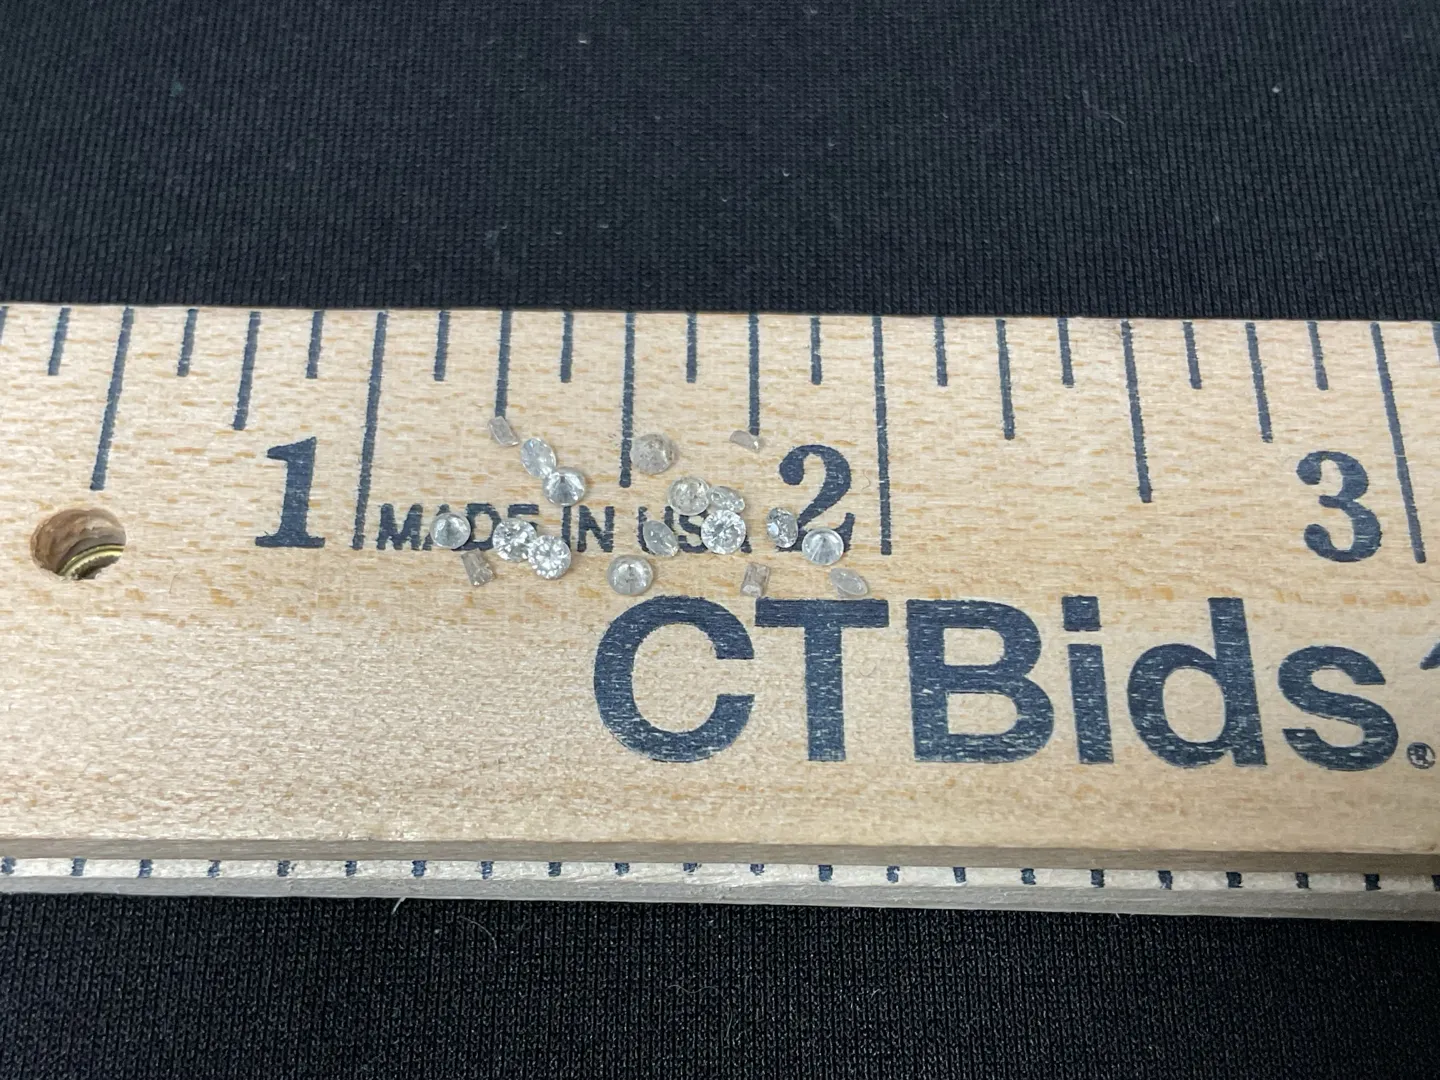 1 2 3
MADE IN USA
CTBids.®